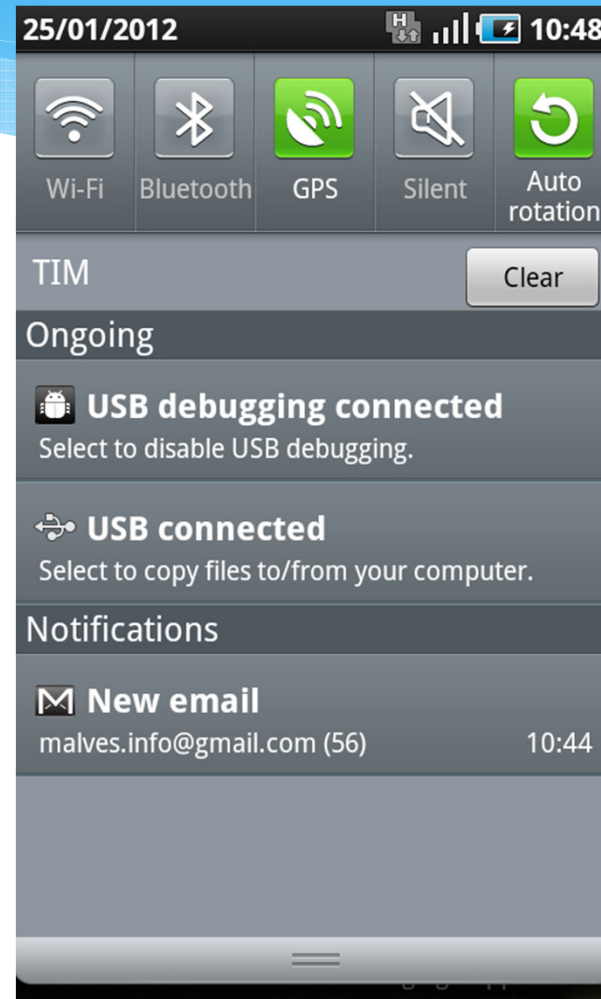 25/01/2012 H 10:48
Wi-Fi Bluetooth GPS Silent Auto rotation
TIM Clear
Ongoing
USB debugging connected
Select to disable USB debugging.
USB connected
Select to copy files to/from your computer.
Notifications
New email
malves.info@gmail.com (56) 10:44